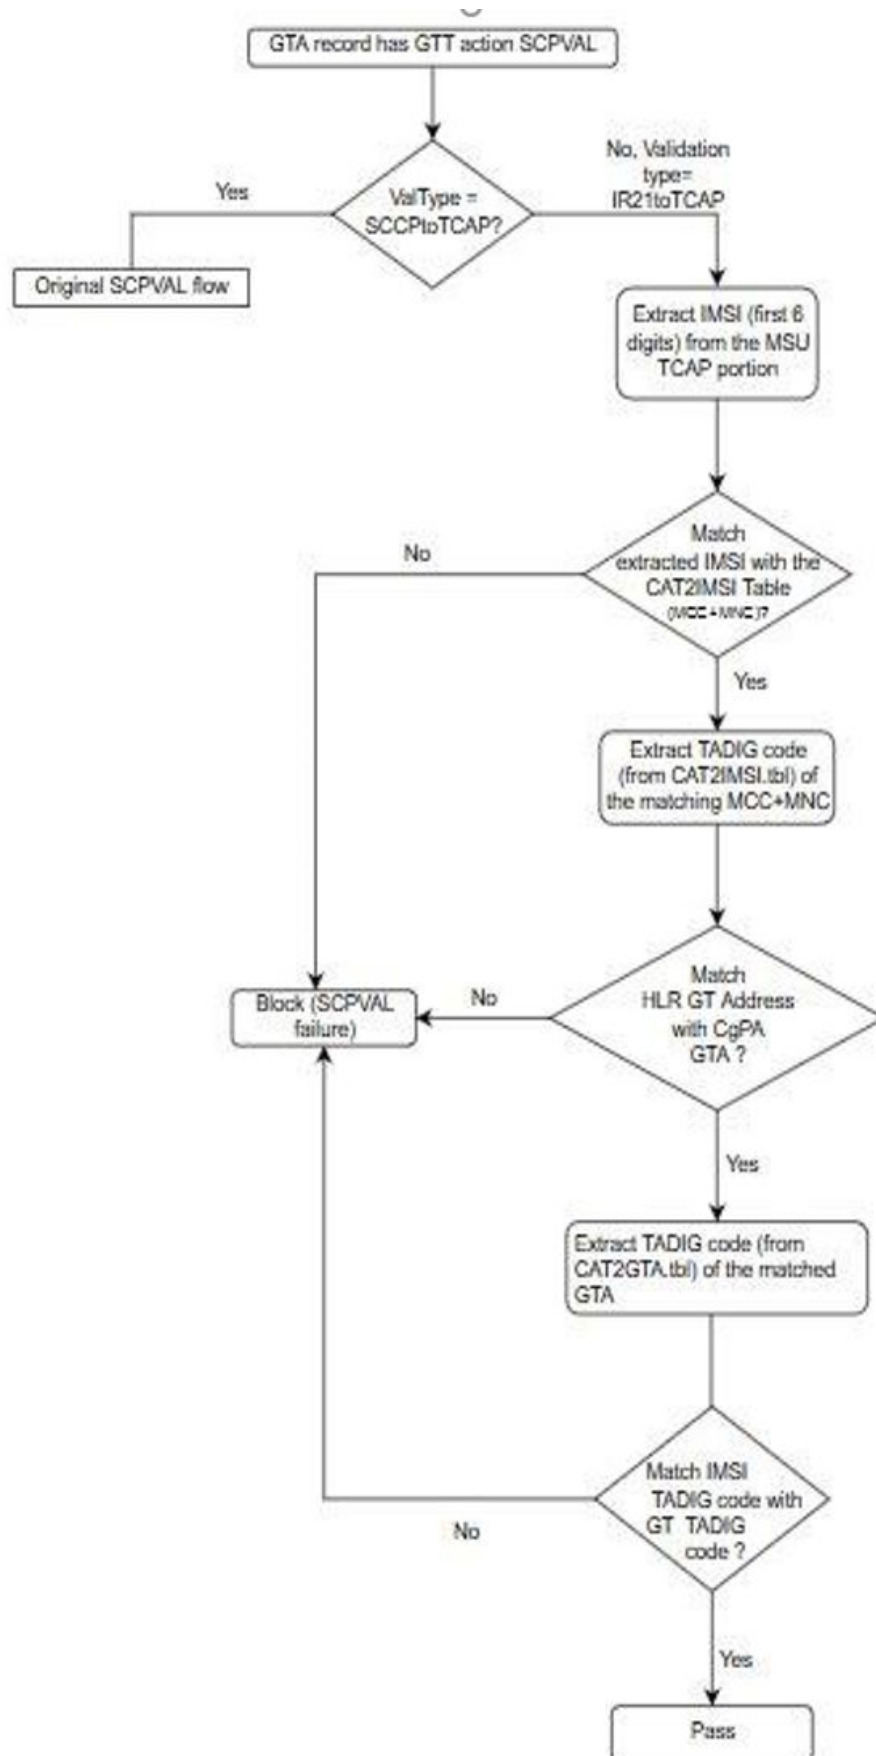 GTA record has GTT action SCPVAL
No, Validation
type=
IR21toTCAP
Yes
ValType =
SCCPtoTCAP?
Original SCPVAL flow
Extract IMSI (first 6
digits) from the MSU
TCAP portion
Match
extracted IMSI with the
CAT2IMSI Table
(MCC+MNC)?
No
Yes
Extract TADIG code
(from CAT2IMSI.tbl) of
the matching MCC+MNC
Match
HLR GT Address
with CgPA
GTA ?
No
Block (SCPVAL
failure)
Yes
Extract TADIG code (from
CAT2GTA.tbl) of the matched
GTA
Match IMSI
TADIG code with
GT TADIG
code ?
No
Yes
Pass